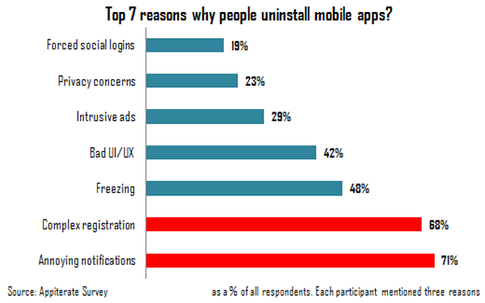 Top 7 reasons why people uninstall mobile apps?
Forced social logins 19%
Privacy concerns 23%
Intrusive ads 29%
Bad UI/UX 42%
Freezing 48%
Complex registration 68%
Annoying notifications 71%
Source: Appiterate Survey as a % of all respondents. Each participant mentioned three reasons